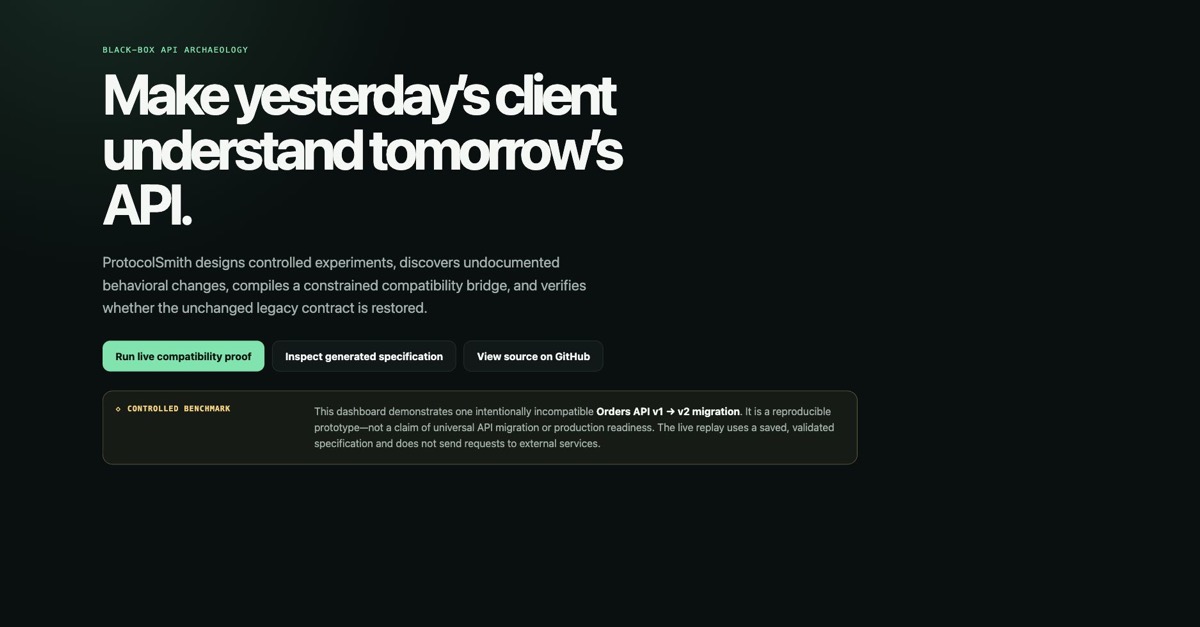 BLACK-BOX API ARCHAEOLOGY
Make yesterday's client
understand tomorrow's
API.
ProtocolSmith designs controlled experiments, discovers undocumented
behavioral changes, compiles a constrained compatibility bridge, and verifies
whether the unchanged legacy contract is restored.
Run live compatibility proof
Inspect generated specification
View source on GitHub
◇ CONTROLLED BENCHMARK
This dashboard demonstrates one intentionally incompatible Orders API v1 → v2 migration. It is a reproducible
prototype—not a claim of universal API migration or production readiness. The live replay uses a saved, validated
specification and does not send requests to external services.